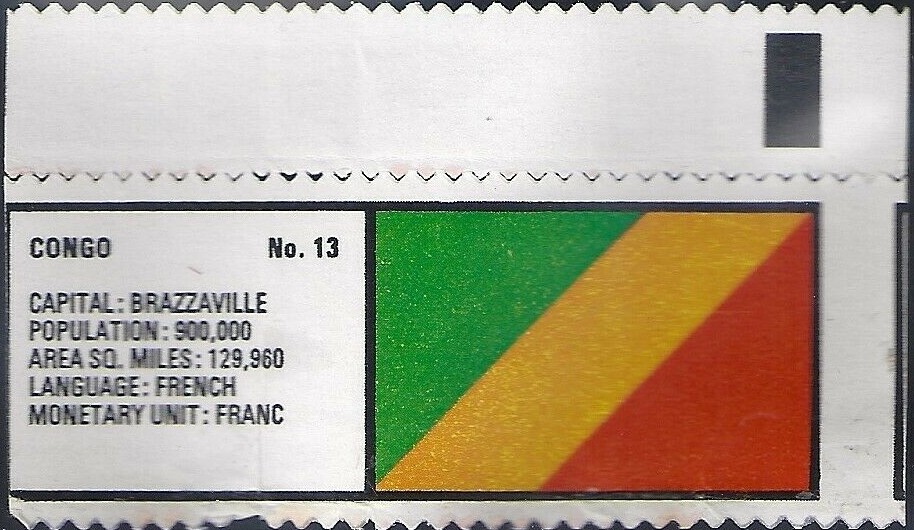 CONGO No. 13
CAPITAL: BRAZZAVILLE
POPULATION: 900,000
AREA SQ. MILES: 129,960
LANGUAGE: FRENCH
MONETARY UNIT: FRANC